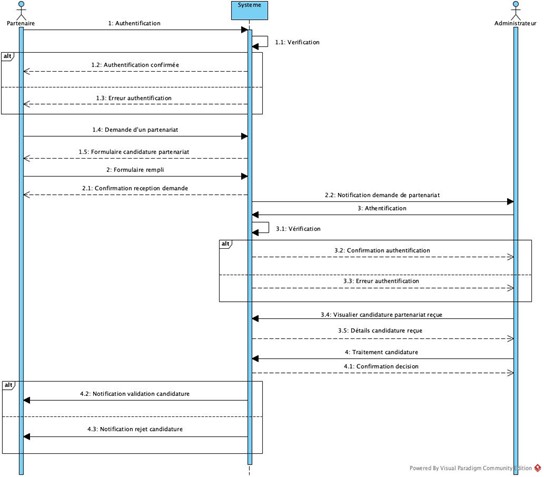 Systeme
Partenaire
Administrateur
1: Authentification
1.1: Verification
alt
1.2: Authentification confirmée
1.3: Erreur authentification
1.4: Demande d'un partenariat
1.5: Formulaire candidature partenariat
2: Formulaire rempli
2.1: Confirmation reception demande
2.2: Notification demande de partenariat
3: Athentification
3.1: Vérification
alt
3.2: Confirmation authentification
3.3: Erreur authentification
3.4: Visualier candidature partenariat reçue
3.5: Détails candidature reçue
4: Traitement candidature
4.1: Confirmation decision
alt
4.2: Notification validation candidature
4.3: Notification rejet candidature
Powered By Visual Paradigm Community Edition